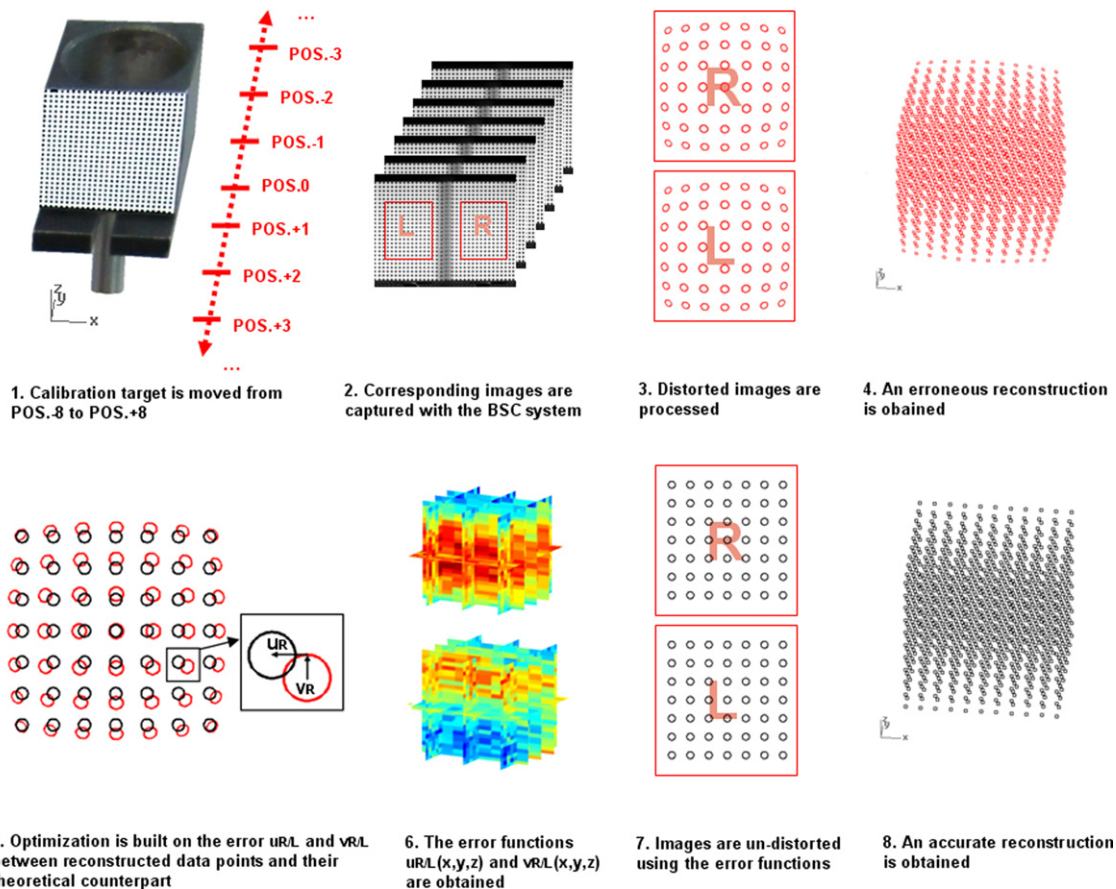 ...
POS.-3
POS.-2
POS.-1
POS.0
POS.+1
POS.+2
POS.+3
...
z
y
x
L
R
R
L
z
y
x
1. Calibration target is moved from
POS.-8 to POS.+8
2. Corresponding images are
captured with the BSC system
3. Distorted images are
processed
4. An erroneous reconstruction
is obained
uR
vR
R
L
z
y
x
. Optimization is built on the error uR/L and vR/L
between reconstructed data points and their
theoretical counterpart
6. The error functions
uR/L(x,y,z) and vR/L(x,y,z)
are obtained
7. Images are un-distorted
using the error functions
8. An accurate reconstruction
is obtained